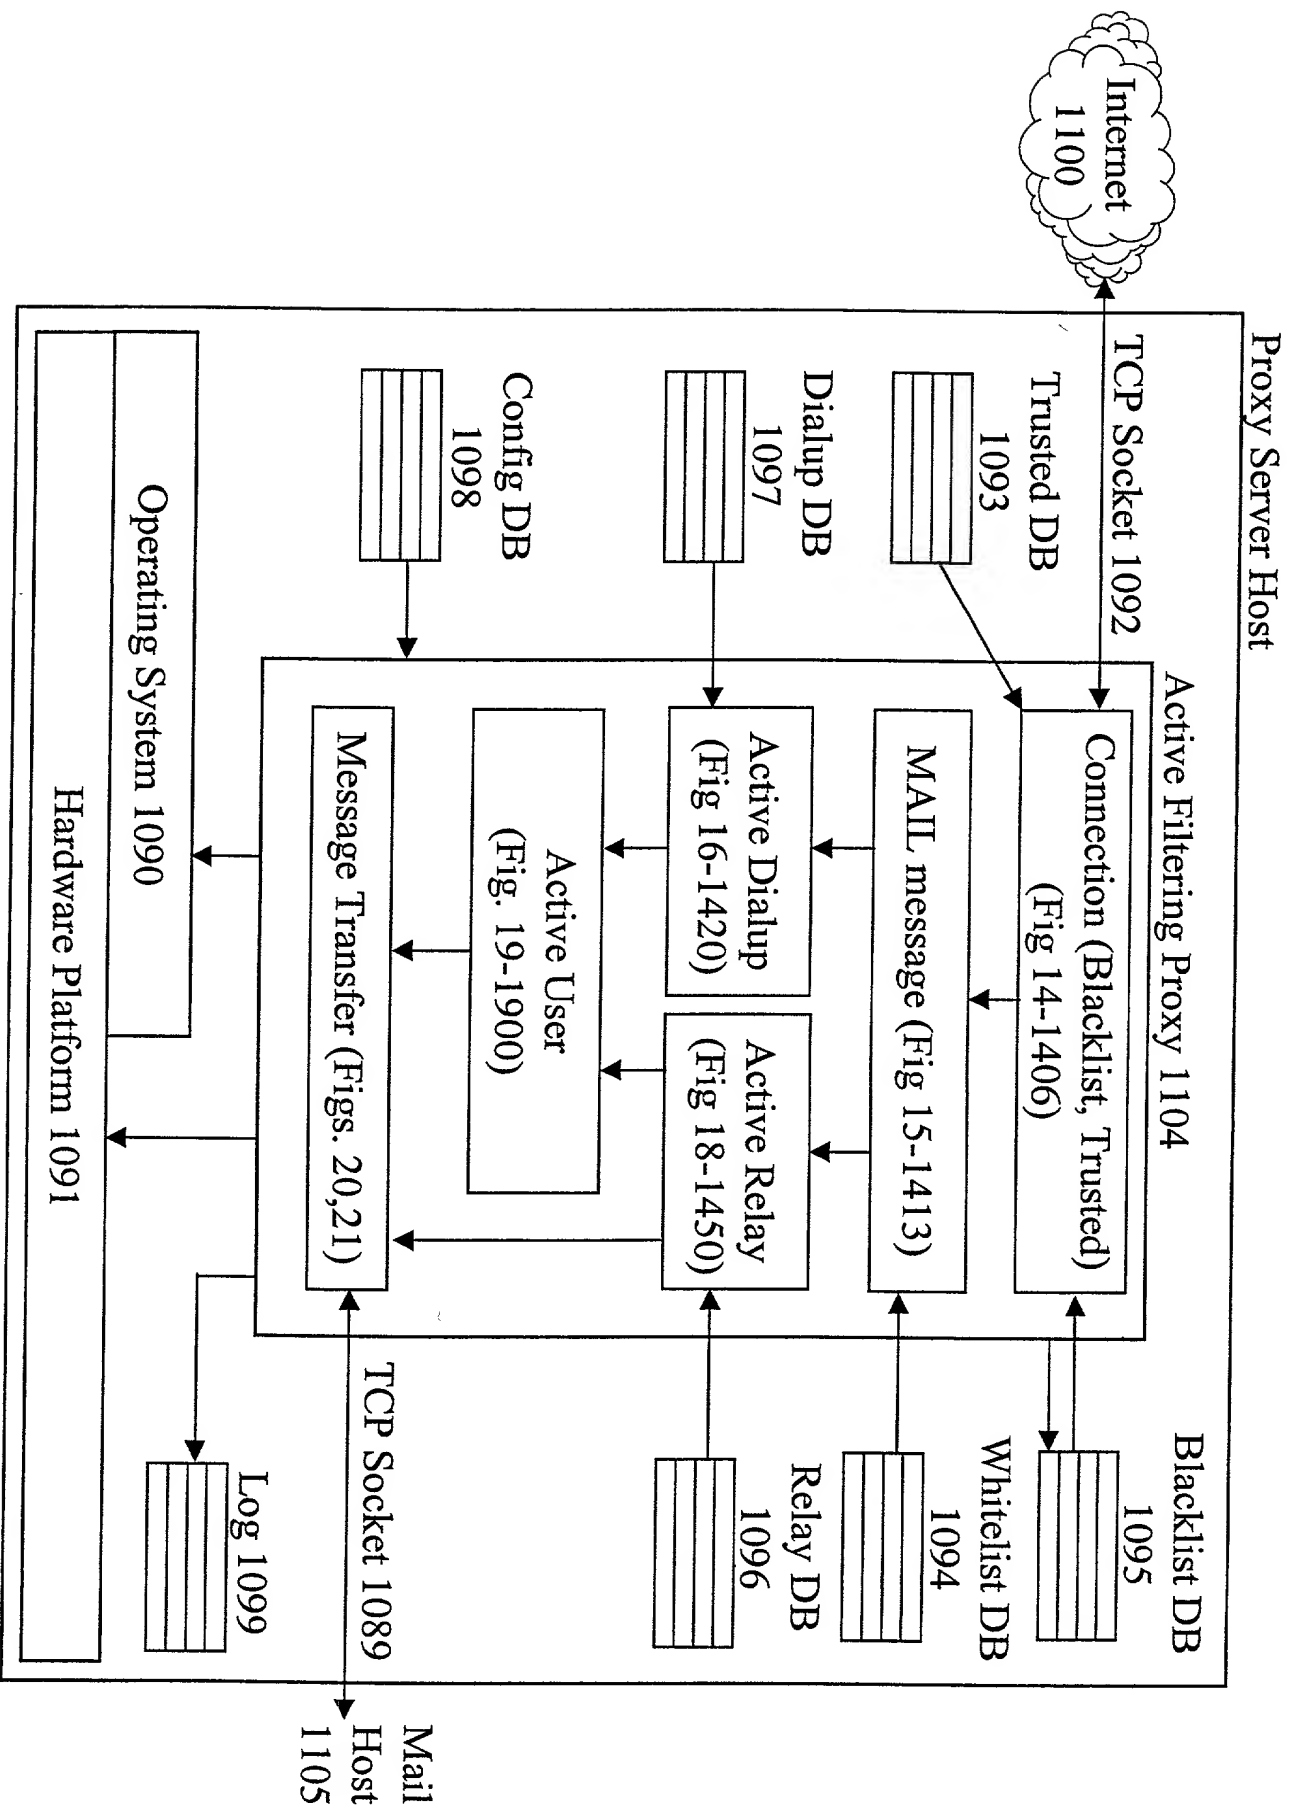 Proxy Server Host
Internet
1100
TCP Socket 1092
Active Filtering Proxy 1104
Trusted DB
1093
Dialup DB
1097
Config DB
1098
Connection (Blacklist, Trusted)
(Fig 14-1406)
MAIL message (Fig 15-1413)
Active Dialup
(Fig 16-1420)
Active Relay
(Fig 18-1450)
Active User
(Fig. 19-1900)
Message Transfer (Figs. 20,21)
Blacklist DB
1095
Whitelist DB
1094
Relay DB
1096
TCP Socket 1089
Mail
Host
1105
Log 1099
Operating System 1090
Hardware Platform 1091